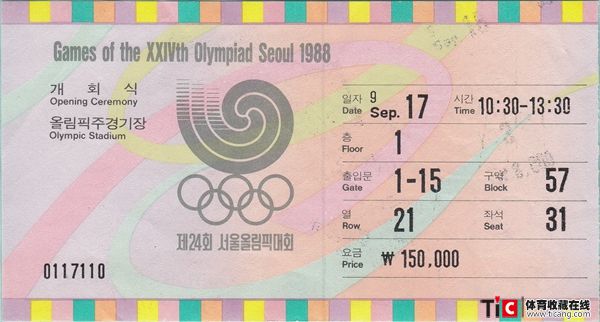 Games of the XXIVth Olympiad Seoul 1988
개 회 식
Opening Ceremony
올림픽주경기장
Olympic Stadium
제24회 서울올림픽대회
0117110
일자 9 시간
Date Sep. 17 Time 10:30-13:30
층
Floor 1
출입문 구역
Gate 1-15 Block 57
열 좌석
Row 21 Seat 31
요금
Price ₩ 150,000
TiC 体育收藏在线
www.ticang.com